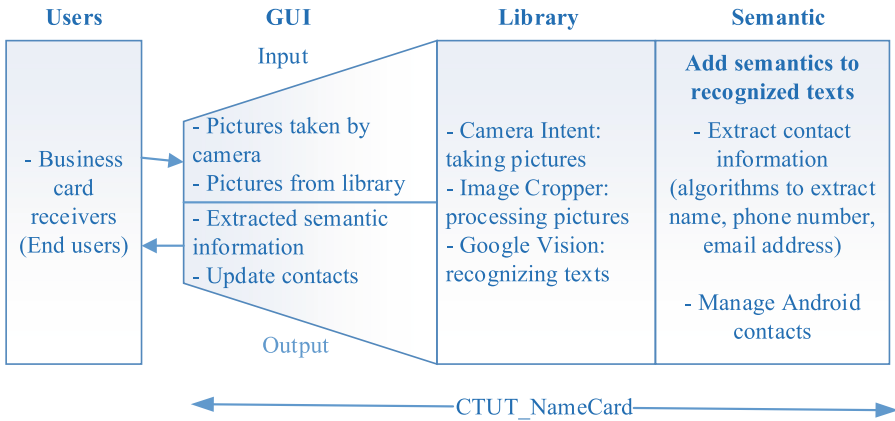 Users
GUI
Library
Semantic
- Business
card
receivers
(End users)
Input
- Pictures taken by
camera
- Pictures from library
- Extracted semantic
information
- Update contacts
Output
- Camera Intent:
taking pictures
- Image Cropper:
processing pictures
- Google Vision:
recognizing texts
Add semantics to
recognized texts
- Extract contact
information
(algorithms to extract
name, phone number,
email address)
- Manage Android
contacts
CTUT_NameCard